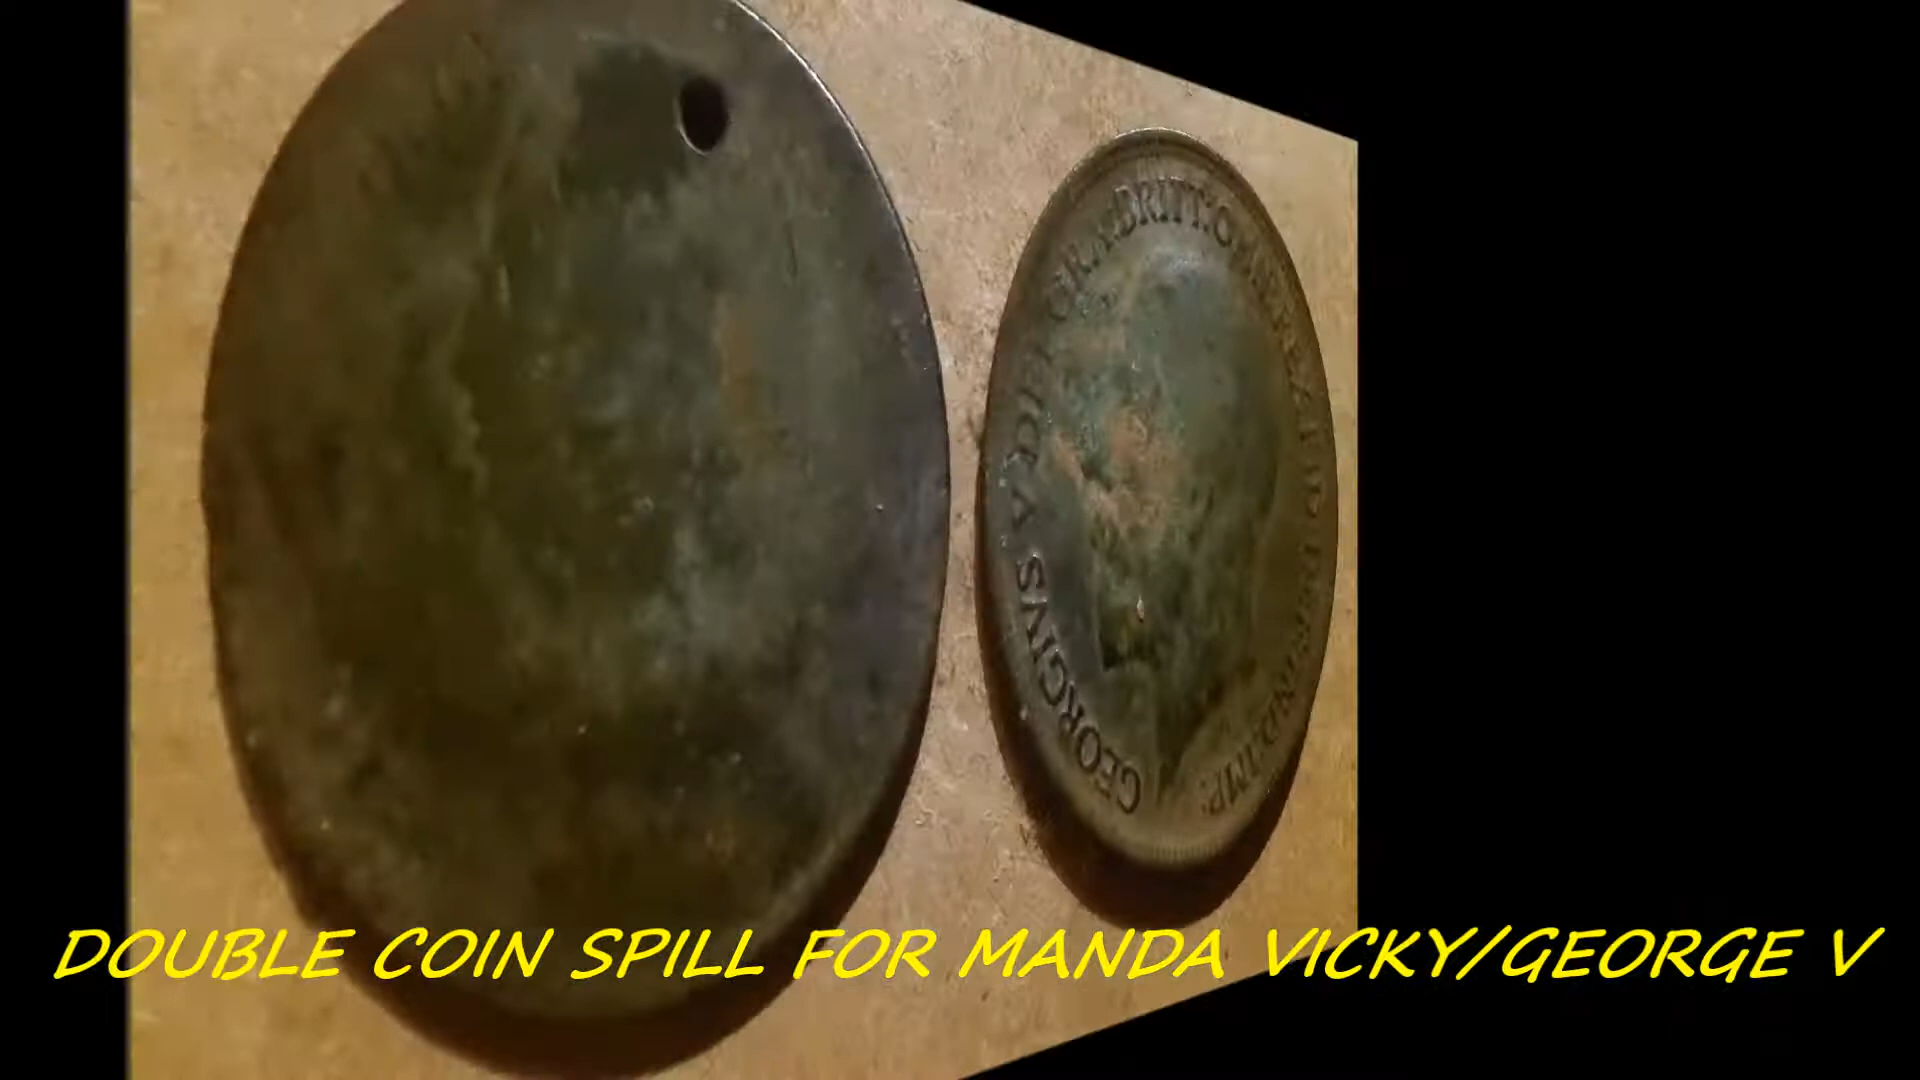 GEORGIVS V DEI GRA:BRITT:OMN:REX FID:DEF:IND:IMP:
DOUBLE COIN SPILL FOR MANDA VICKY/GEORGE V